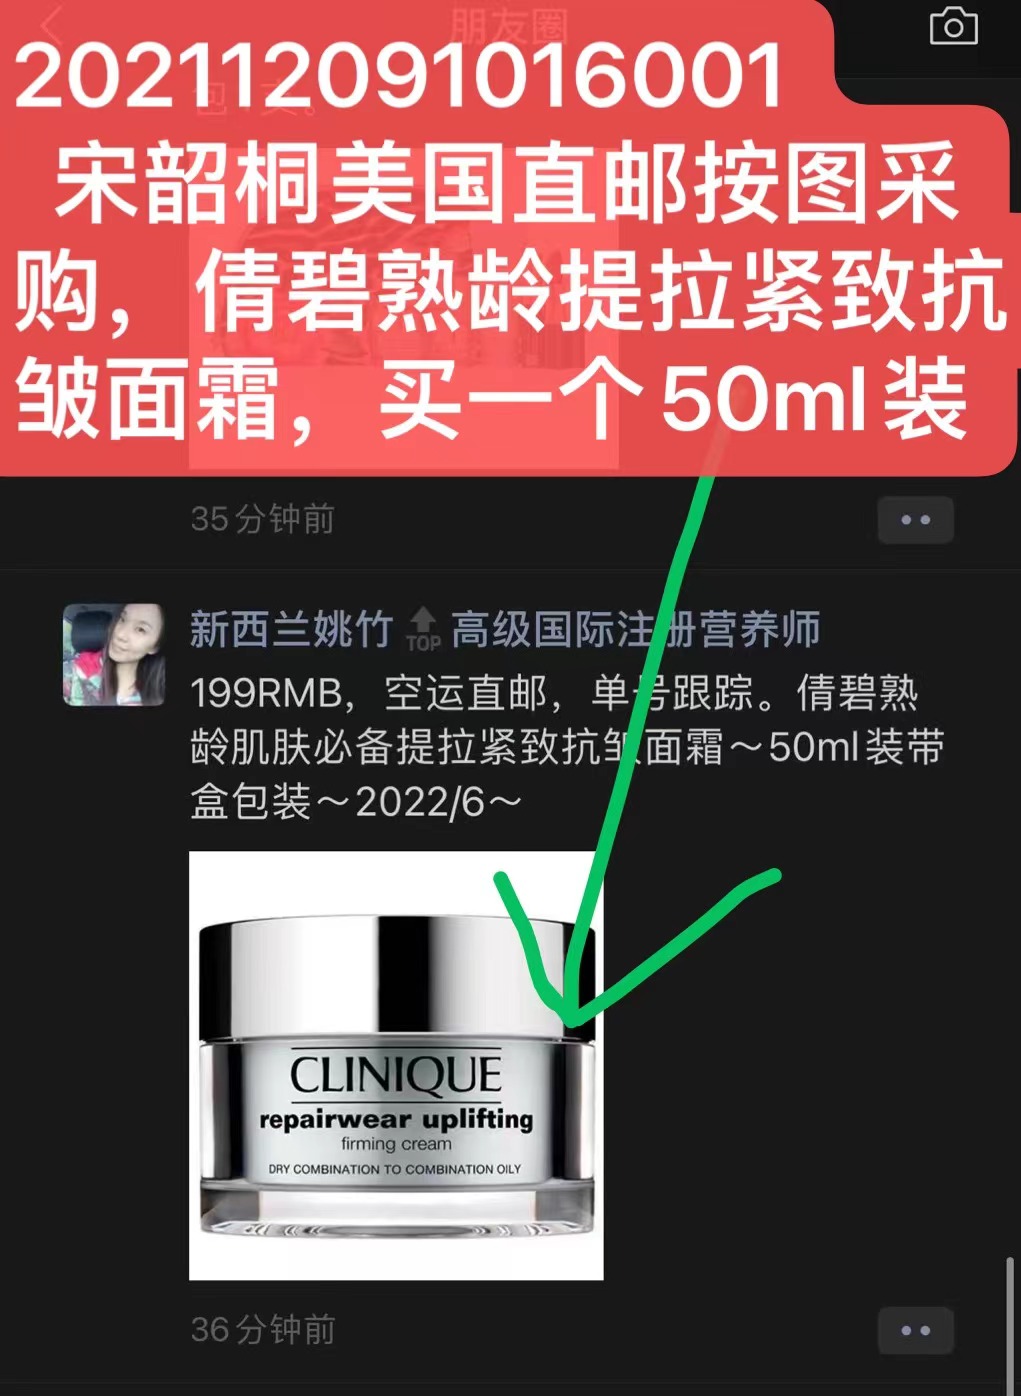 朋友圈
202112091016001
宋韶桐美国直邮按图采
购，倩碧熟龄提拉紧致抗
皱面霜，买一个50ml装
35分钟前
新西兰姚竹 TOP 高级国际注册营养师
199RMB，空运直邮，单号跟踪。倩碧熟
龄肌肤必备提拉紧致抗皱面霜～50ml装带
盒包装～2022/6～
CLINIQUE
repairwear uplifting
firming cream
DRY COMBINATION TO COMBINATION OILY
36分钟前